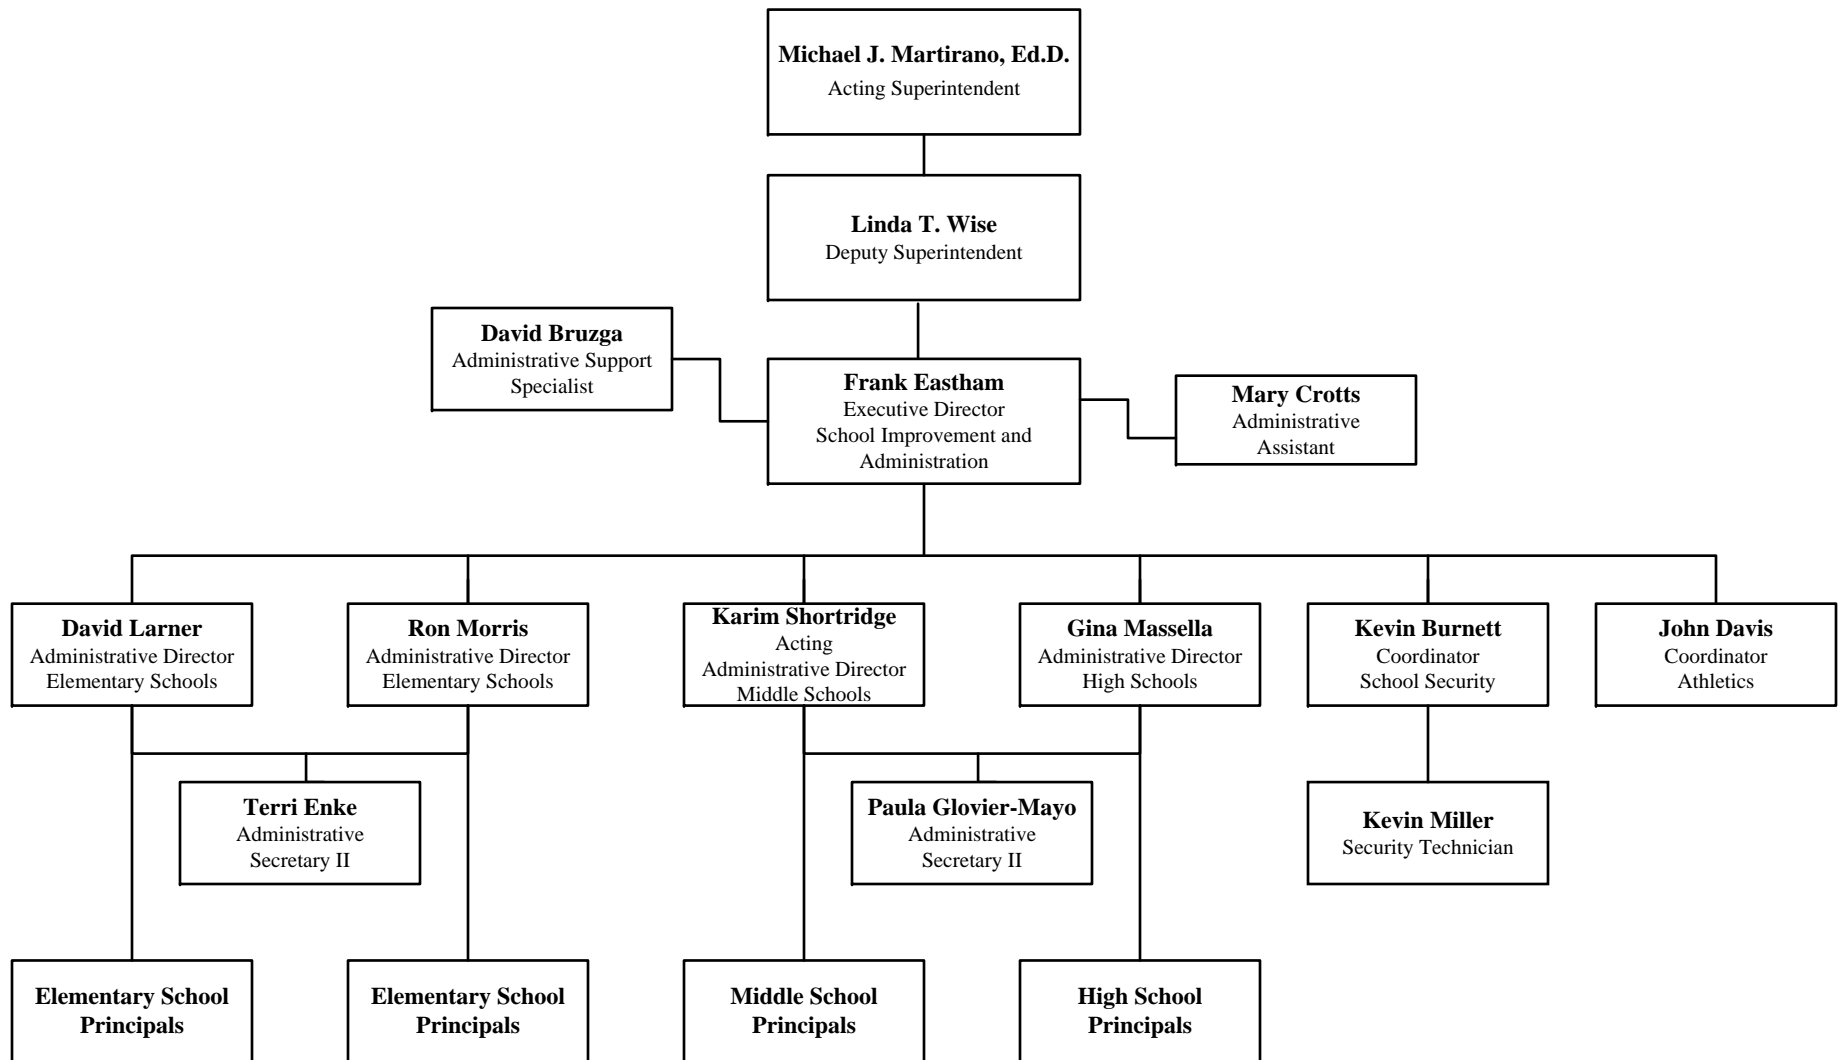 Michael J. Martirano, Ed.D.
Acting Superintendent
Linda T. Wise
Deputy Superintendent
David Bruzga
Administrative Support
Specialist
Frank Eastham
Executive Director
School Improvement and
Administration
Mary Crotts
Administrative
Assistant
David Larner
Administrative Director
Elementary Schools
Ron Morris
Administrative Director
Elementary Schools
Karim Shortridge
Acting
Administrative Director
Middle Schools
Gina Massella
Administrative Director
High Schools
Kevin Burnett
Coordinator
School Security
John Davis
Coordinator
Athletics
Terri Enke
Administrative
Secretary II
Paula Glovier-Mayo
Administrative
Secretary II
Kevin Miller
Security Technician
Elementary School
Principals
Elementary School
Principals
Middle School
Principals
High School
Principals